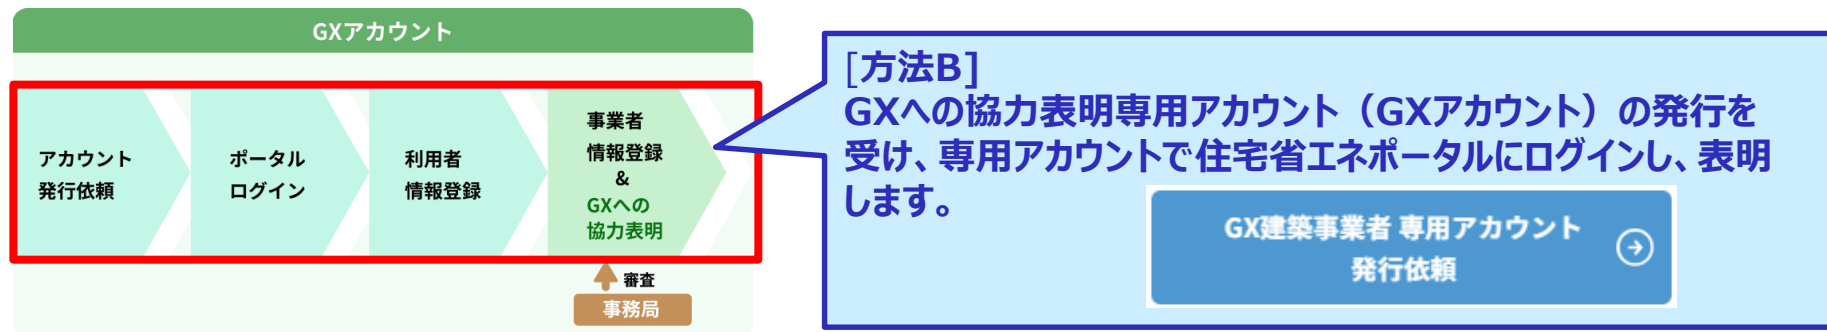 GXアカウント
アカウント
発行依頼
ポータル
ログイン
利用者
情報登録
事業者
情報登録
&
GXへの
協力表明
審査
事務局
[方法B]
GXへの協力表明専用アカウント（GXアカウント）の発行を
受け、専用アカウントで住宅省エネポータルにログインし、表明
します。
GX建築事業者 専用アカウント
発行依頼